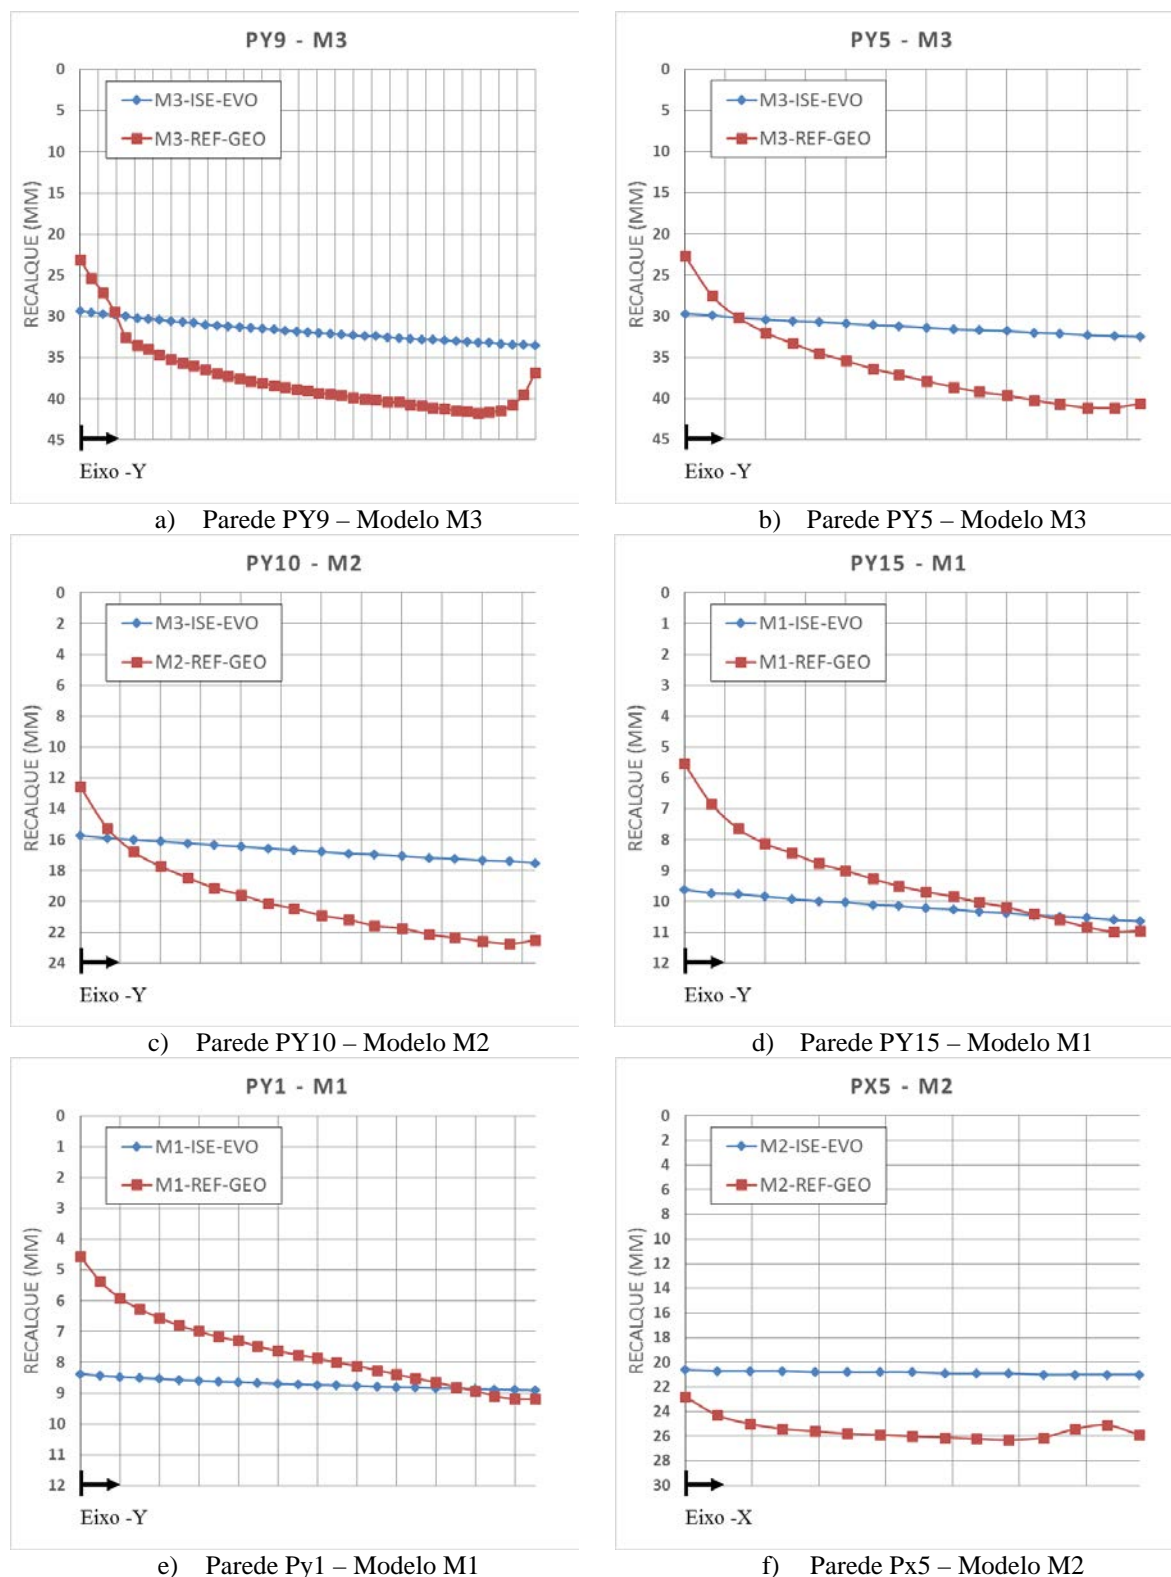 PY9 - M3
0
5
10
15
20
25
30
35
40
45
RECALQUE (MM)
M3-ISE-EVO
M3-REF-GEO
Eixo -Y
a) Parede PY9 – Modelo M3
PY5 - M3
0
5
10
15
20
25
30
35
40
45
RECALQUE (MM)
M3-ISE-EVO
M3-REF-GEO
Eixo -Y
b) Parede PY5 – Modelo M3
PY10 - M2
0
2
4
6
8
10
12
14
16
18
20
22
24
RECALQUE (MM)
M3-ISE-EVO
M2-REF-GEO
Eixo -Y
c) Parede PY10 – Modelo M2
PY15 - M1
0
1
2
3
4
5
6
7
8
9
10
11
12
RECALQUE (MM)
M1-ISE-EVO
M1-REF-GEO
Eixo -Y
d) Parede PY15 – Modelo M1
PY1 - M1
0
1
2
3
4
5
6
7
8
9
10
11
12
RECALQUE (MM)
M1-ISE-EVO
M1-REF-GEO
Eixo -Y
e) Parede Py1 – Modelo M1
PX5 - M2
0
2
4
6
8
10
12
14
16
18
20
22
24
26
28
30
RECALQUE (MM)
M2-ISE-EVO
M2-REF-GEO
Eixo -X
f) Parede Px5 – Modelo M2